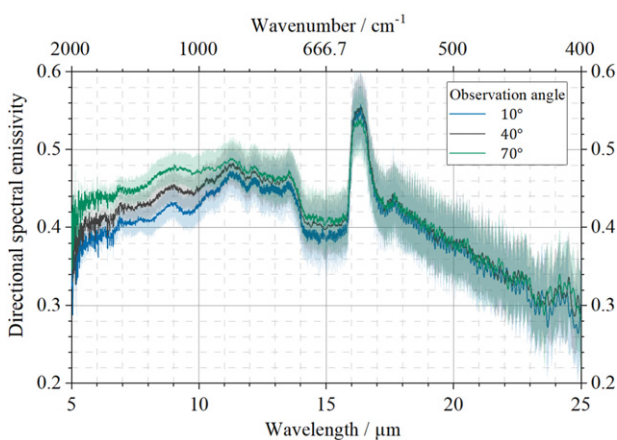 Wavenumber / cm⁻¹
2000 1000 666.7 500 400
0.6 0.6
Observation angle
10°
40°
70°
0.5 0.5
0.4 0.4
0.3 0.3
0.2 0.2
Directional spectral emissivity
5 10 15 20 25
Wavelength / µm